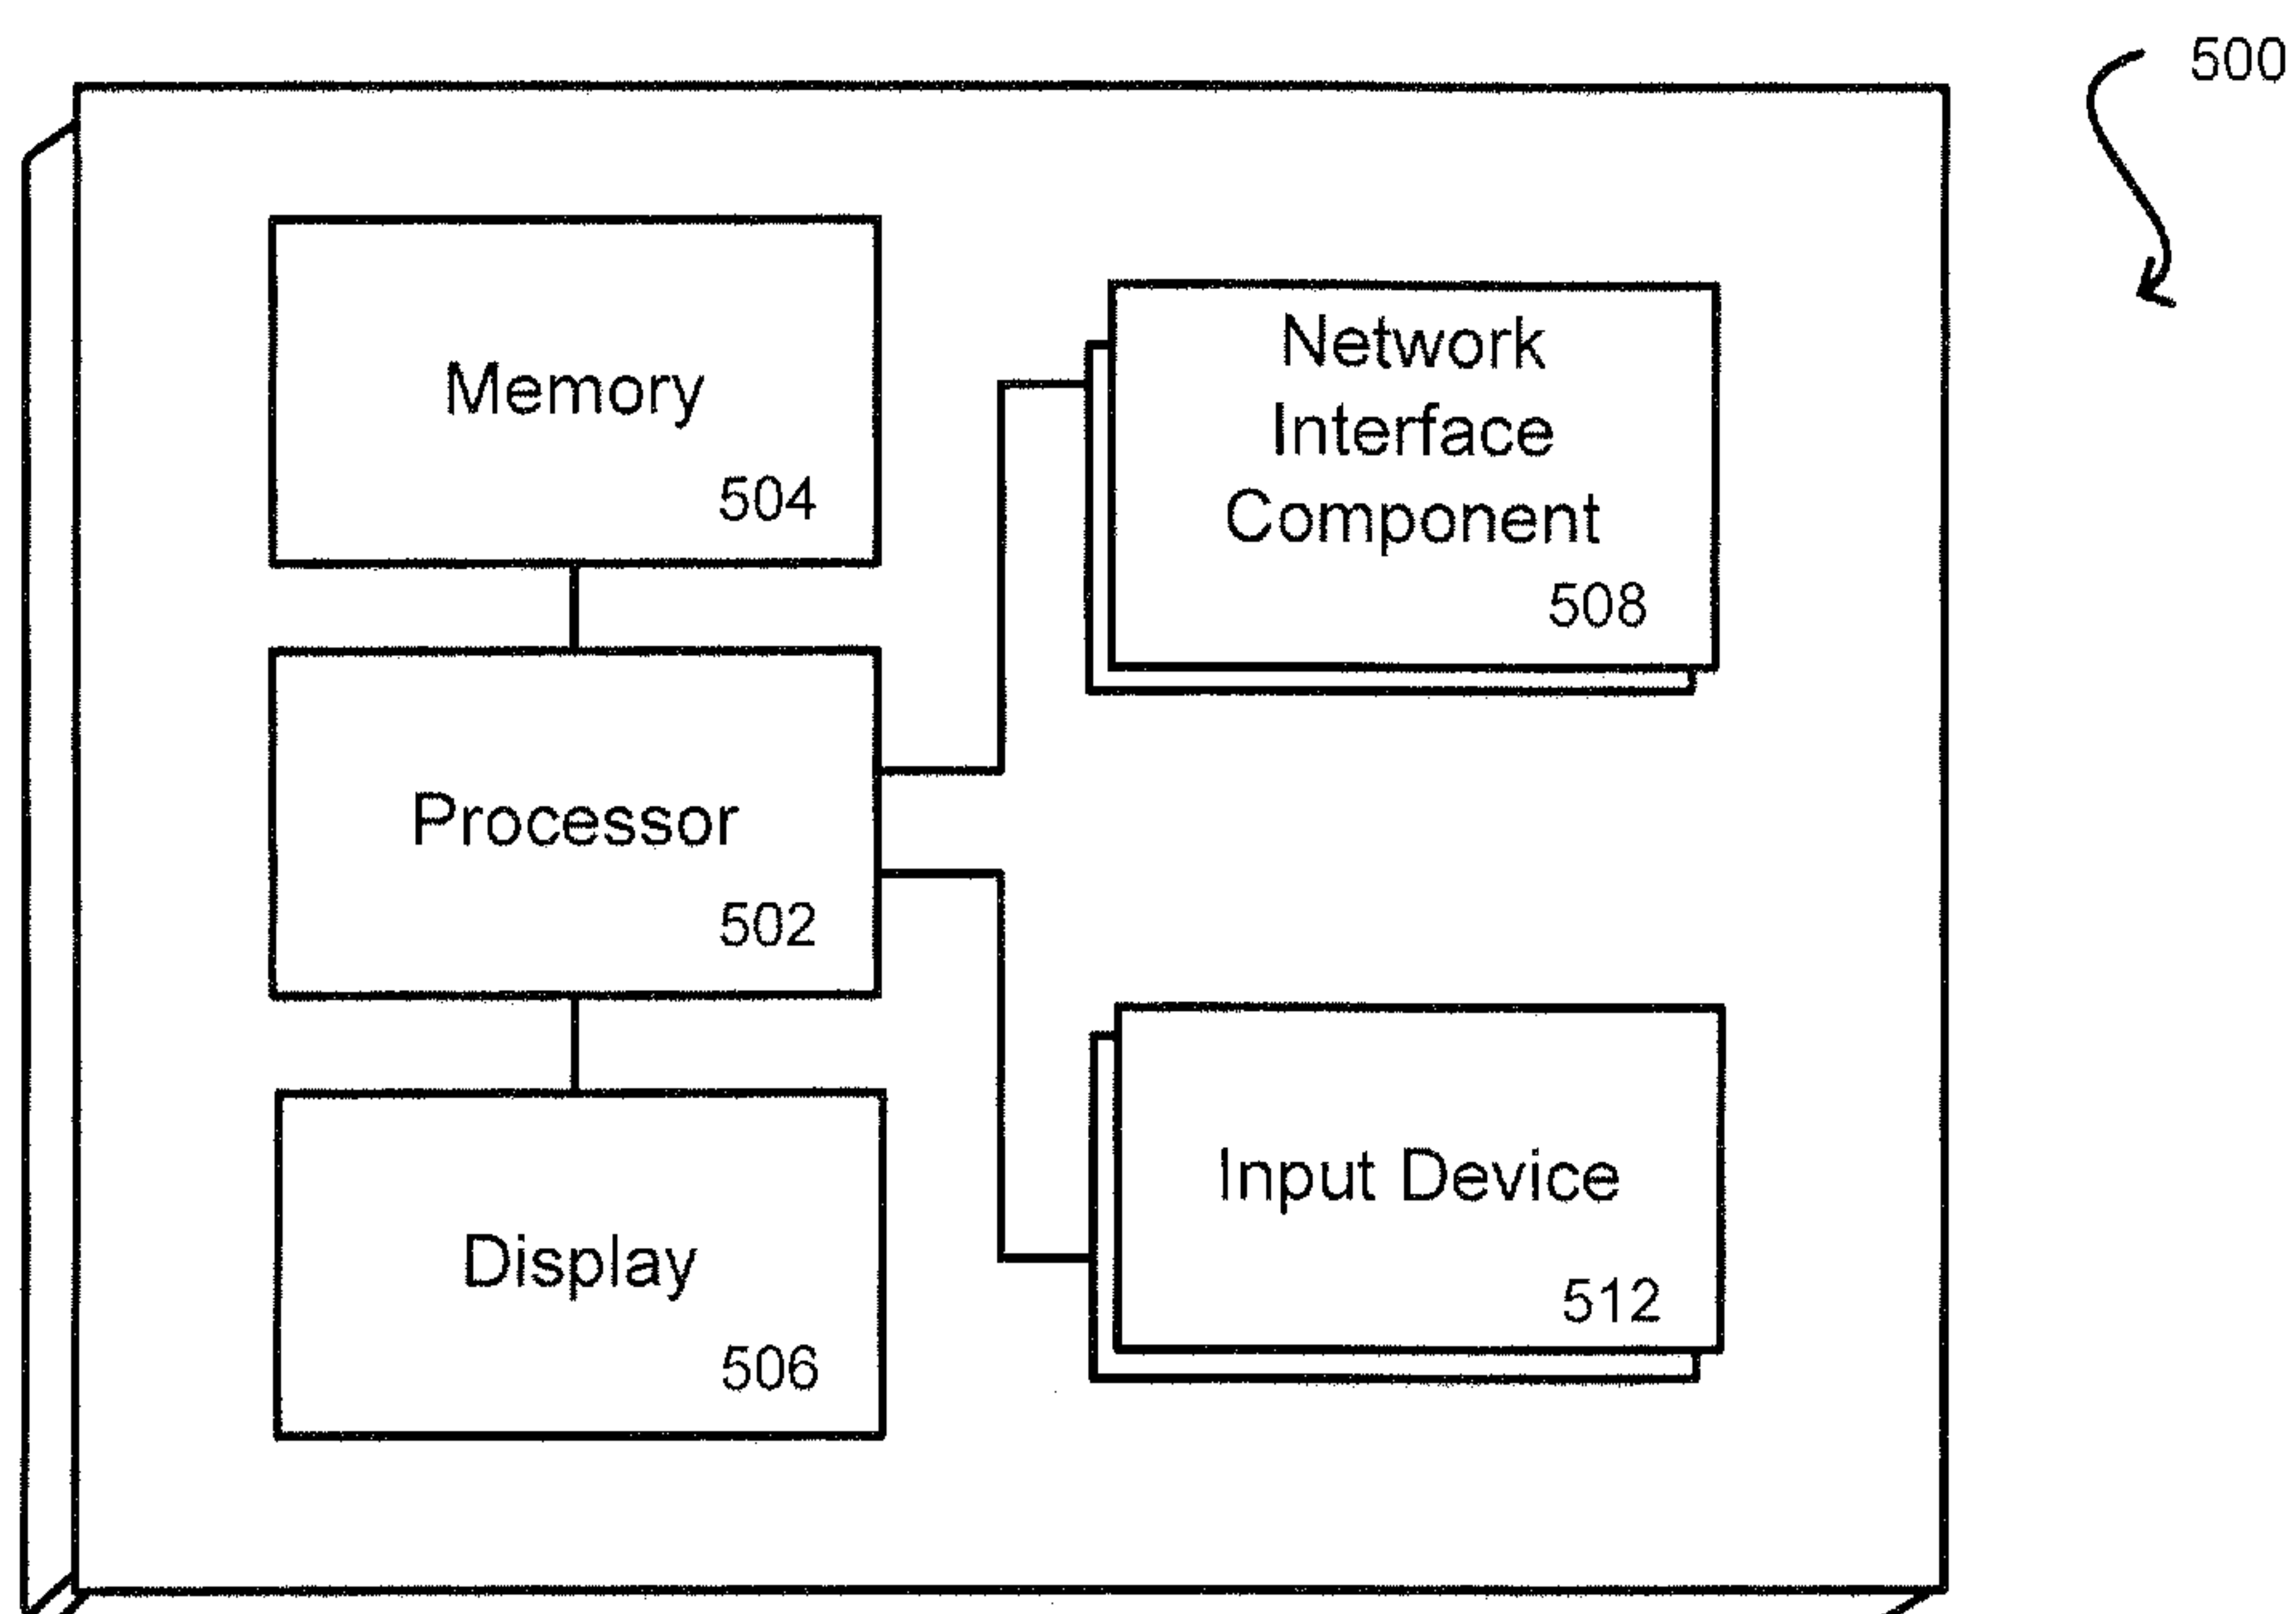 500
Memory
504
Network
Interface
Component
508
Processor
502
Input Device
512
Display
506